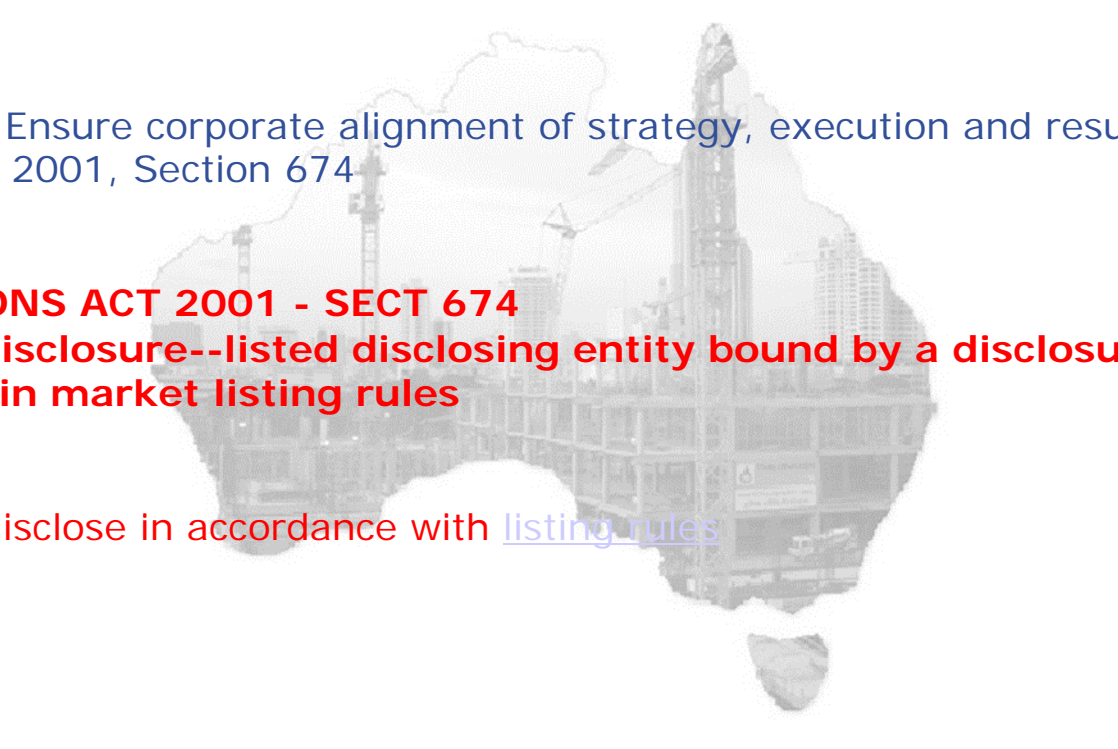 Ensure corporate alignment of strategy, execution and resu
2001, Section 674
ONS ACT 2001 - SECT 674
isclosure--listed disclosing entity bound by a disclosu
in market listing rules
isclose in accordance with listing rules